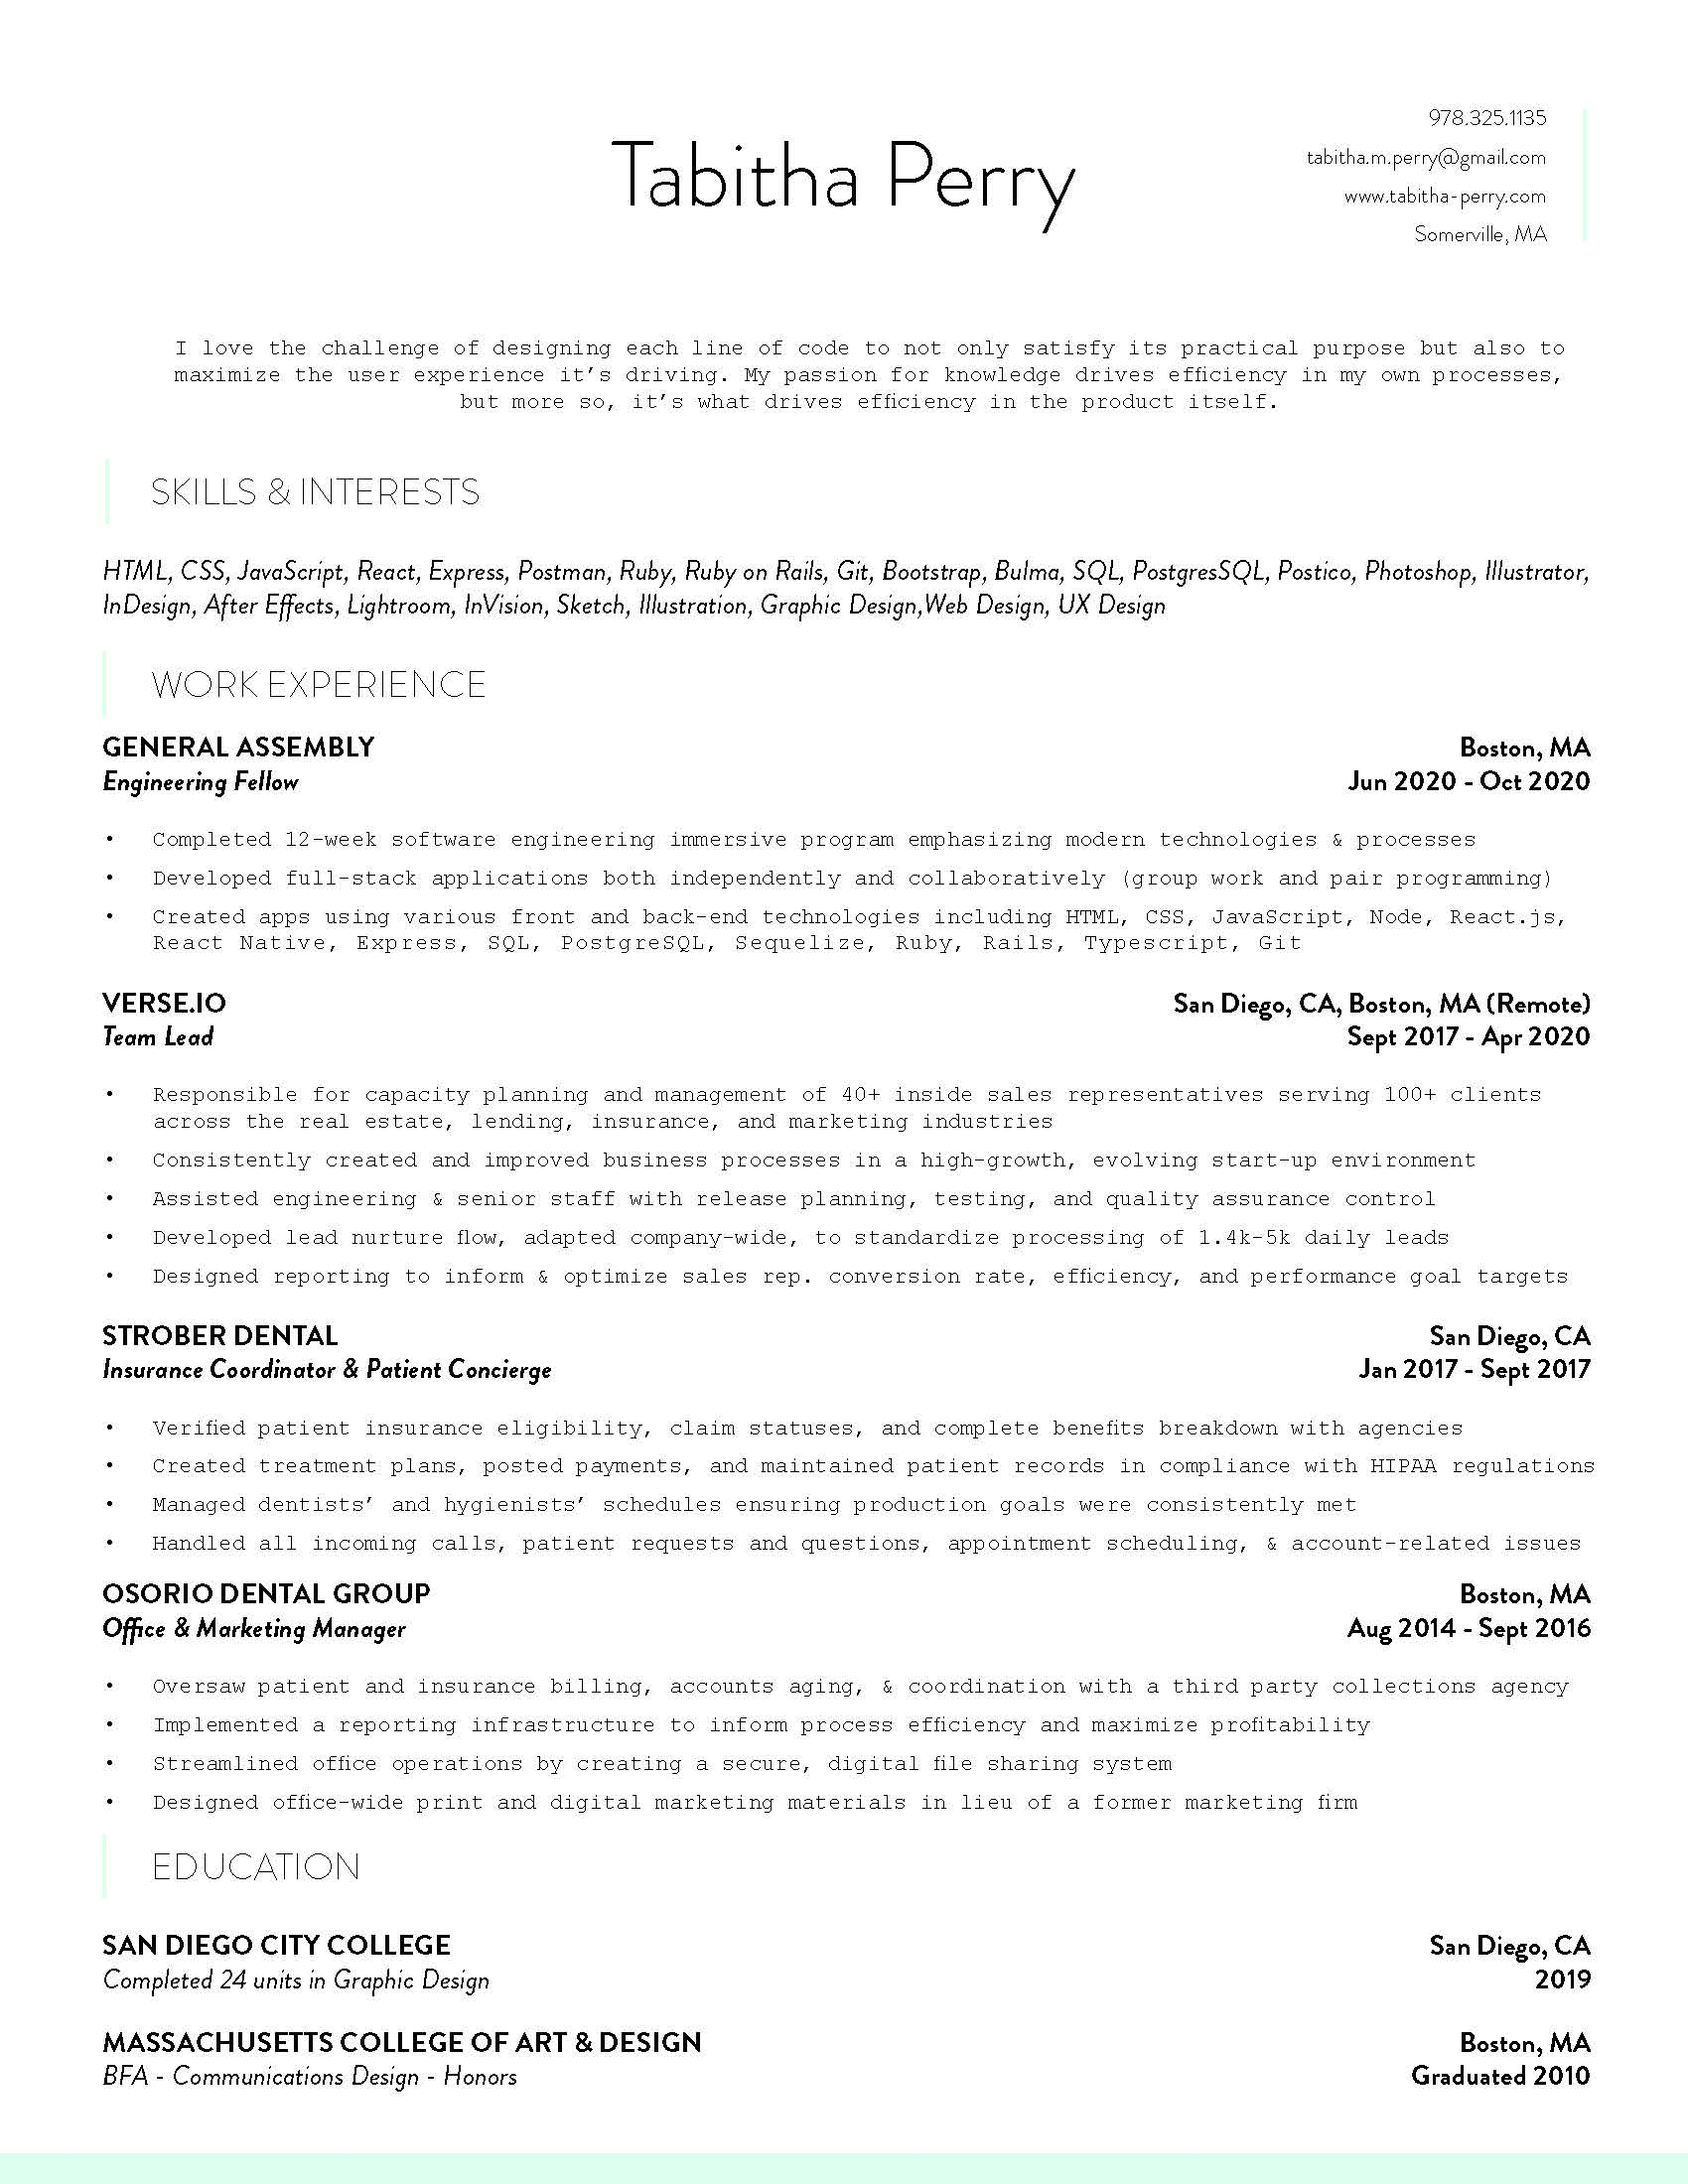 978.325.1135
Tabitha Perry
tabitha.m.perry@gmail.com
www.tabitha-perry.com
Somerville, MA
I love the challenge of designing each line of code to not only satisfy its practical purpose but also to
maximize the user experience it's driving. My passion for knowledge drives efficiency in my own processes,
but more so, it's what drives efficiency in the product itself.
SKILLS & INTERESTS
HTML, CSS, JavaScript, React, Express, Postman, Ruby, Ruby on Rails, Git, Bootstrap, Bulma, SQL, PostgresSQL, Postico, Photoshop, Illustrator,
InDesign, After Effects, Lightroom, InVision, Sketch, Illustration, Graphic Design,Web Design, UX Design
WORK EXPERIENCE
GENERAL ASSEMBLY Boston, MA
Engineering Fellow Jun 2020 - Oct 2020
• Completed 12-week software engineering immersive program emphasizing modern technologies & processes
• Developed full-stack applications both independently and collaboratively (group work and pair programming)
• Created apps using various front and back-end technologies including HTML, CSS, JavaScript, Node, React.js,
React Native, Express, SQL, PostgreSQL, Sequelize, Ruby, Rails, Typescript, Git
VERSE.IO San Diego, CA, Boston, MA (Remote)
Team Lead Sept 2017 - Apr 2020
• Responsible for capacity planning and management of 40+ inside sales representatives serving 100+ clients
across the real estate, lending, insurance, and marketing industries
• Consistently created and improved business processes in a high-growth, evolving start-up environment
• Assisted engineering & senior staff with release planning, testing, and quality assurance control
• Developed lead nurture flow, adapted company-wide, to standardize processing of 1.4k-5k daily leads
• Designed reporting to inform & optimize sales rep. conversion rate, efficiency, and performance goal targets
STROBER DENTAL San Diego, CA
Insurance Coordinator & Patient Concierge Jan 2017 - Sept 2017
• Verified patient insurance eligibility, claim statuses, and complete benefits breakdown with agencies
• Created treatment plans, posted payments, and maintained patient records in compliance with HIPAA regulations
• Managed dentists' and hygienists' schedules ensuring production goals were consistently met
• Handled all incoming calls, patient requests and questions, appointment scheduling, & account-related issues
OSORIO DENTAL GROUP Boston, MA
Office & Marketing Manager Aug 2014 - Sept 2016
• Oversaw patient and insurance billing, accounts aging, & coordination with a third party collections agency
• Implemented a reporting infrastructure to inform process efficiency and maximize profitability
• Streamlined office operations by creating a secure, digital file sharing system
• Designed office-wide print and digital marketing materials in lieu of a former marketing firm
EDUCATION
SAN DIEGO CITY COLLEGE San Diego, CA
Completed 24 units in Graphic Design 2019
MASSACHUSETTS COLLEGE OF ART & DESIGN Boston, MA
BFA - Communications Design - Honors Graduated 2010